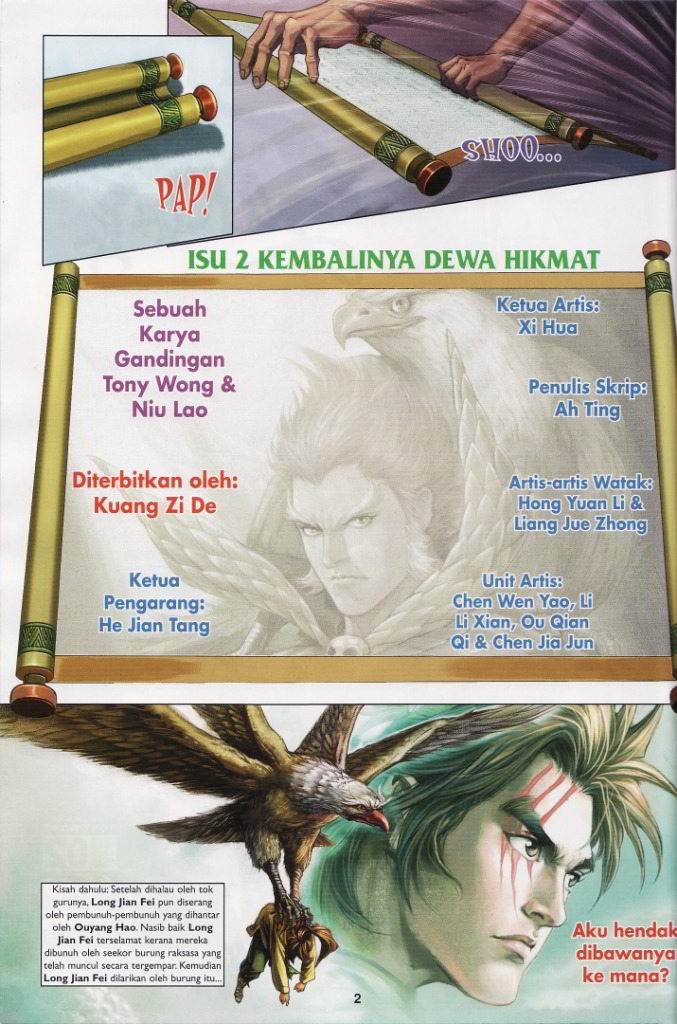 PAP!
SHOO...
ISU 2 KEMBALINYA DEWA HIKMAT
Sebuah
Karya
Gandingan
Tony Wong &
Niu Lao
Diterbitkan oleh:
Kuang Zi De
Ketua
Pengarang:
He Jian Tang
Ketua Artis:
Xi Hua
Penulis Skrip:
Ah Ting
Artis-artis Watak:
Hong Yuan Li &
Liang Jue Zhong
Unit Artis:
Chen Wen Yao, Li
Li Xian, Ou Qian
Qi & Chen Jia Jun
Kisah dahulu: Setelah dihalau oleh tok
gurunya, Long Jian Fei pun diserang
oleh pembunuh-pembunuh yang dihantar
oleh Ouyang Hao. Nasib baik Long
Jian Fei terselamat kerana mereka
dibunuh oleh seekor burung raksasa yang
telah muncul secara tergempar. Kemudian
Long Jian Fei dilarikan oleh burung itu...
Aku hendak
dibawanya
ke mana?
2